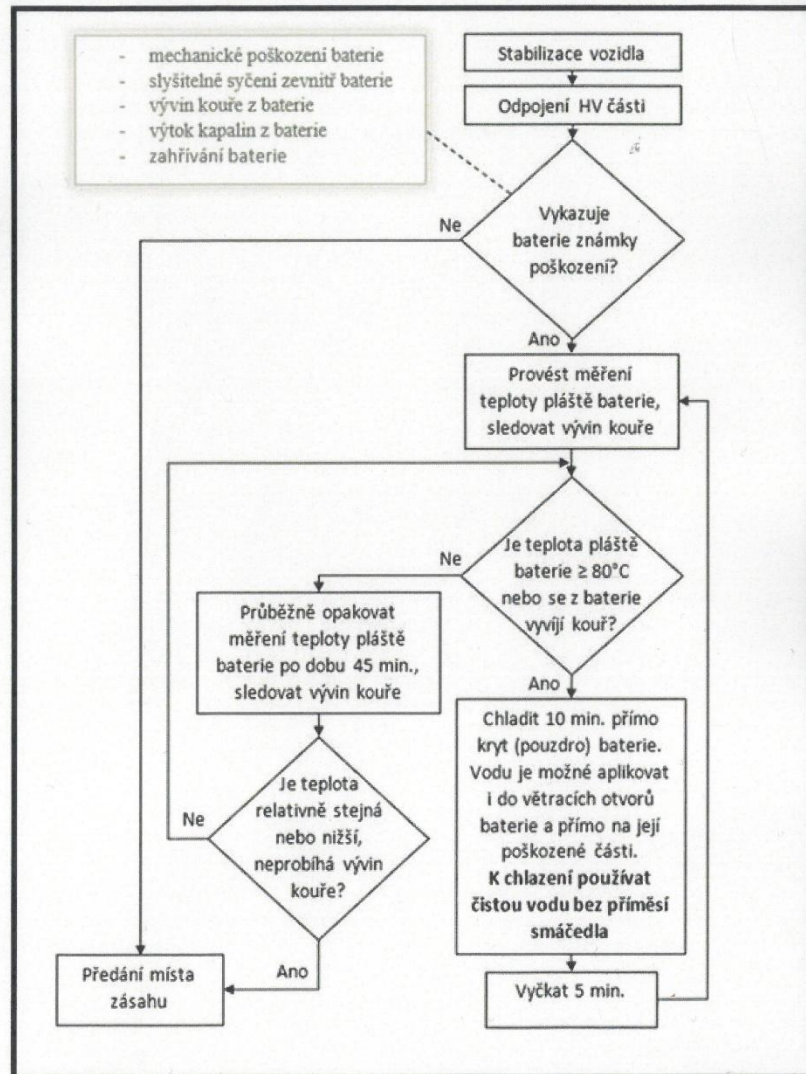 - mechanické poškození baterie
- slyšitelné syčení zevnitř baterie
- vývin kouře z baterie
- výtok kapalin z baterie
- zahřívání baterie
Stabilizace vozidla
Odpojení HV části
Vykazuje
baterie známky
poškození?
Ne
Ano
Provést měření
teploty pláště baterie,
sledovat vývin kouře
Je teplota pláště
baterie ≥ 80°C
nebo se z baterie
vyvíjí kouř?
Ne
Průběžně opakovat
měření teploty pláště
baterie po dobu 45 min.,
sledovat vývin kouře
Ano
Chladit 10 min. přímo
kryt (pouzdro) baterie.
Vodu je možné aplikovat
i do větracích otvorů
baterie a přímo na její
poškozené části.
K chlazení používat
čistou vodu bez příměsí
smáčedla
Je teplota
relativně stejná
nebo nižší,
neprobíhá vývin
kouře?
Ne
Ano
Předání místa
zásahu
Vyčkat 5 min.